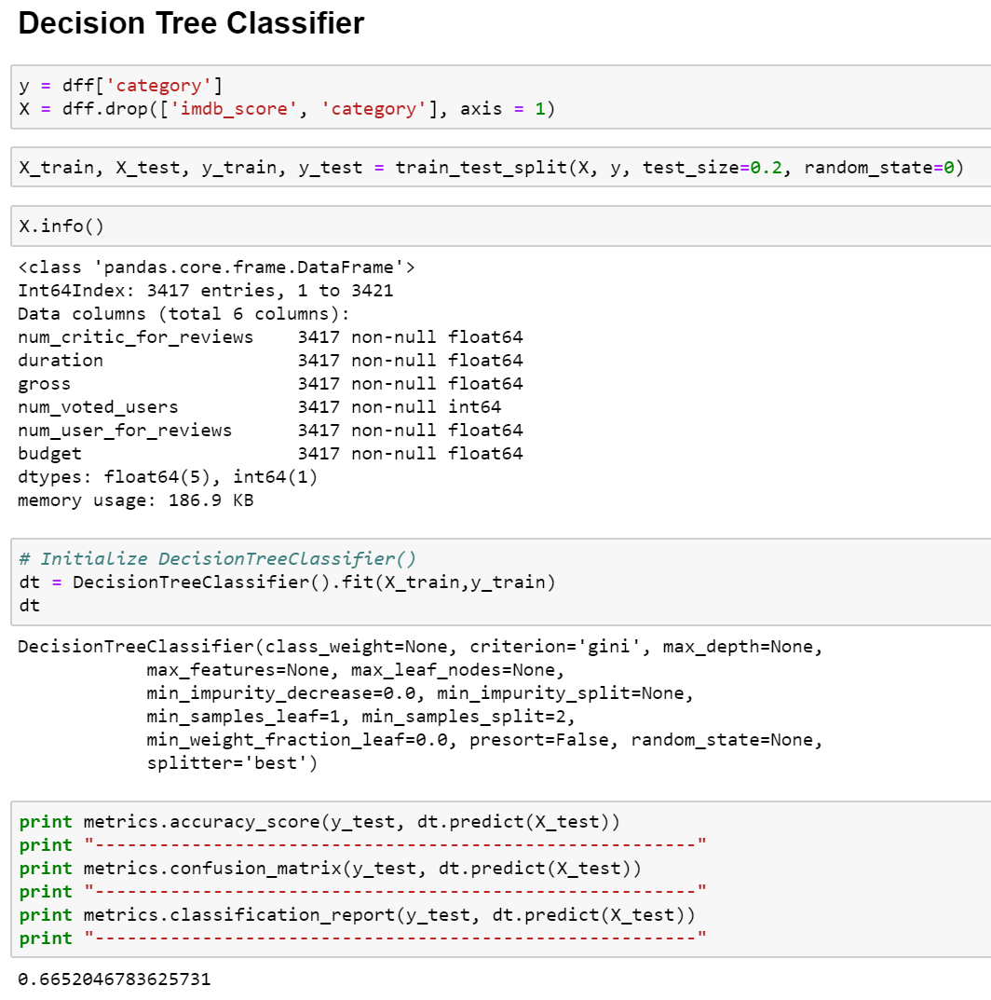 Decision Tree Classifier
y = dff['category']
X = dff.drop(['imdb_score', 'category'], axis = 1)
X_train, X_test, y_train, y_test = train_test_split(X, y, test_size=0.2, random_state=0)
X.info()
<class 'pandas.core.frame.DataFrame'>
Int64Index: 3417 entries, 1 to 3421
Data columns (total 6 columns):
num_critic_for_reviews    3417 non-null float64
duration                  3417 non-null float64
gross                     3417 non-null float64
num_voted_users           3417 non-null int64
num_user_for_reviews      3417 non-null float64
budget                    3417 non-null float64
dtypes: float64(5), int64(1)
memory usage: 186.9 KB
# Initialize DecisionTreeClassifier()
dt = DecisionTreeClassifier().fit(X_train,y_train)
dt
DecisionTreeClassifier(class_weight=None, criterion='gini', max_depth=None,
            max_features=None, max_leaf_nodes=None,
            min_impurity_decrease=0.0, min_impurity_split=None,
            min_samples_leaf=1, min_samples_split=2,
            min_weight_fraction_leaf=0.0, presort=False, random_state=None,
            splitter='best')
print metrics.accuracy_score(y_test, dt.predict(X_test))
print "--------------------------------------------------------"
print metrics.confusion_matrix(y_test, dt.predict(X_test))
print "--------------------------------------------------------"
print metrics.classification_report(y_test, dt.predict(X_test))
print "--------------------------------------------------------"
0.6652046783625731